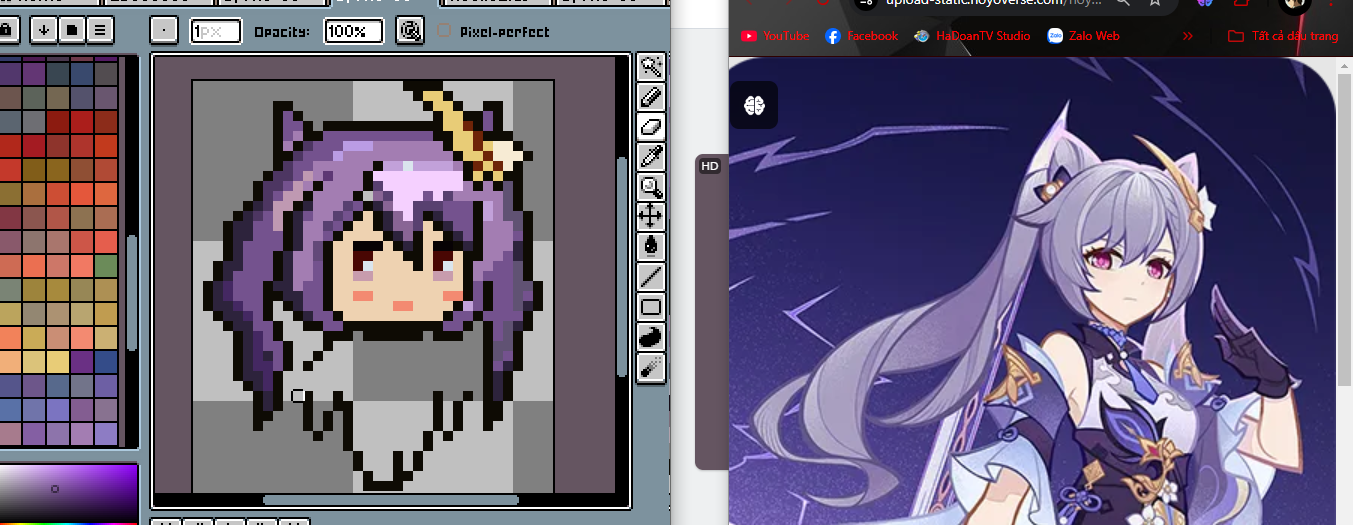 1px
Opacity:
100%
Pixel-perfect
upload-static.hoyoverse.com/hoy...
YouTube
Facebook
HaDoanTV Studio
Zalo Web
Tất cả dấu trang
HD